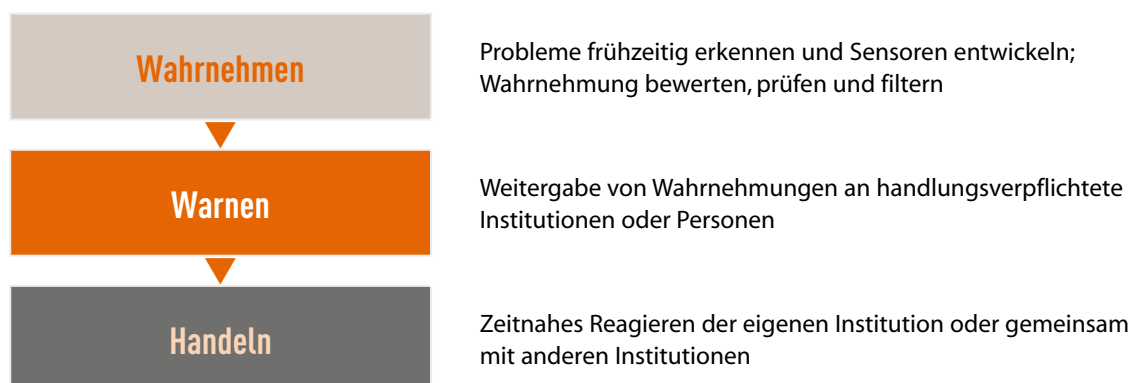 Wahrnehmen
Probleme frühzeitig erkennen und Sensoren entwickeln;
Wahrnehmung bewerten, prüfen und filtern
Warnen
Weitergabe von Wahrnehmungen an handlungsverpflichtete
Institutionen oder Personen
Handeln
Zeitnahes Reagieren der eigenen Institution oder gemeinsam
mit anderen Institutionen